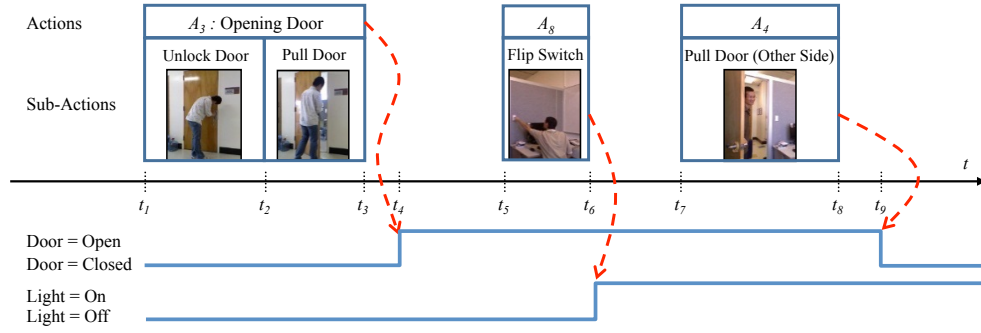 Actions
A3 : Opening Door
A8
A4
Unlock Door
Pull Door
Flip Switch
Pull Door (Other Side)
Sub-Actions
t
t1
t2
t3
t4
t5
t6
t7
t8
t9
Door = Open
Door = Closed
Light = On
Light = Off